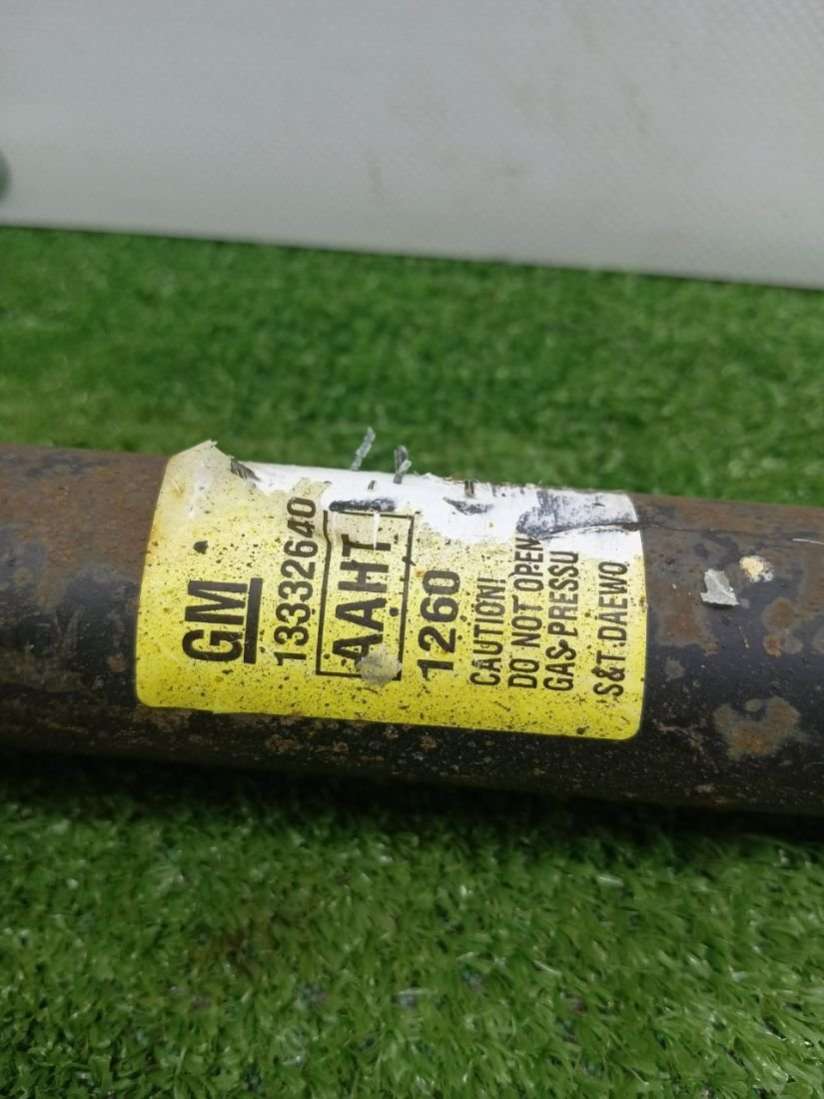 GM
13332640
AAHT
1260
CAUTION!
DO NOT OPEN
GAS-PRESSU
S&T DAEWO